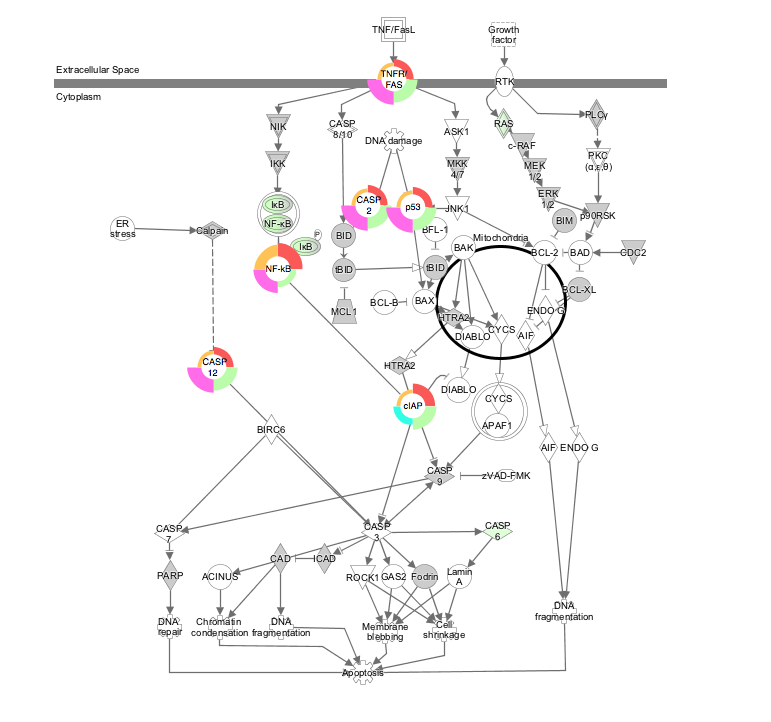 TNF/FasL
Growth
factor
Extracellular Space
TNFR/
FAS
RTK
Cytoplasm
NIK
CASP
8/10
DNA damage
ASK1
RAS
PLCγ
c-RAF
IKK
MKK
4/7
MEK
1/2
PKC
(α,ε,θ)
IκB
NF-κB
CASP
2
p53
JNK1
ERK
1/2
BIM
p90RSK
ER
stress
Calpain
P
IκB
BID
BFL-1
BAK
Mitochondria
BCL-2
BAD
CDC2
NF-kB
tBID
tBID
MCL1
BCL-B
BAX
HTRA2
DIABLO
CYCS
AIF
ENDO G
BCL-XL
CASP
12
HTRA2
DIABLO
CYCS
APAF1
cIAP
BIRC6
AIF
ENDO G
CASP
9
zVAD-FMK
CASP
7
CASP
3
CASP
6
PARP
ACINUS
CAD
ICAD
ROCK1
GAS2
Fodrin
Lamin
A
DNA
repair
Chromatin
condensation
DNA
fragmentation
Membrane
blebbing
Cell
shrinkage
DNA
fragmentation
Apoptosis